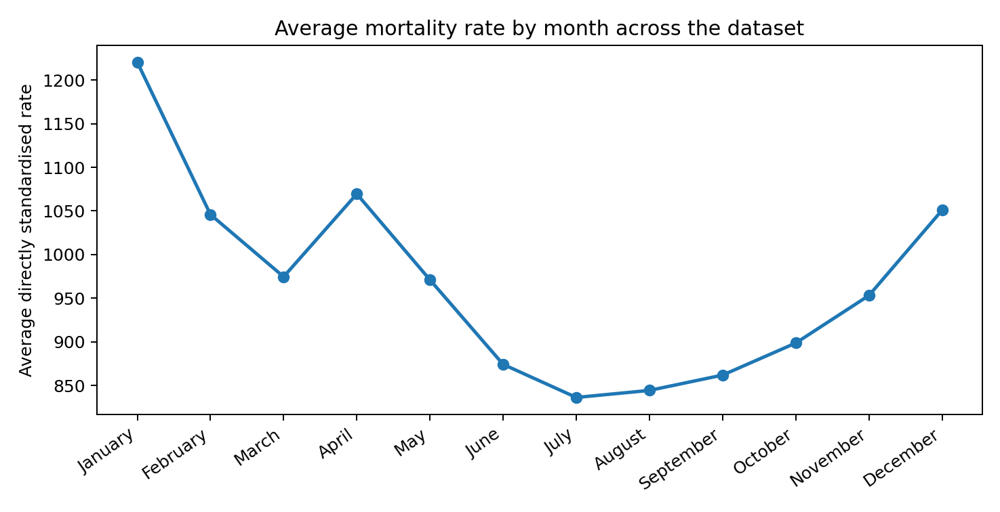 Average mortality rate by month across the dataset
Average directly standardised rate
1200
1150
1100
1050
1000
950
900
850
January
February
March
April
May
June
July
August
September
October
November
December